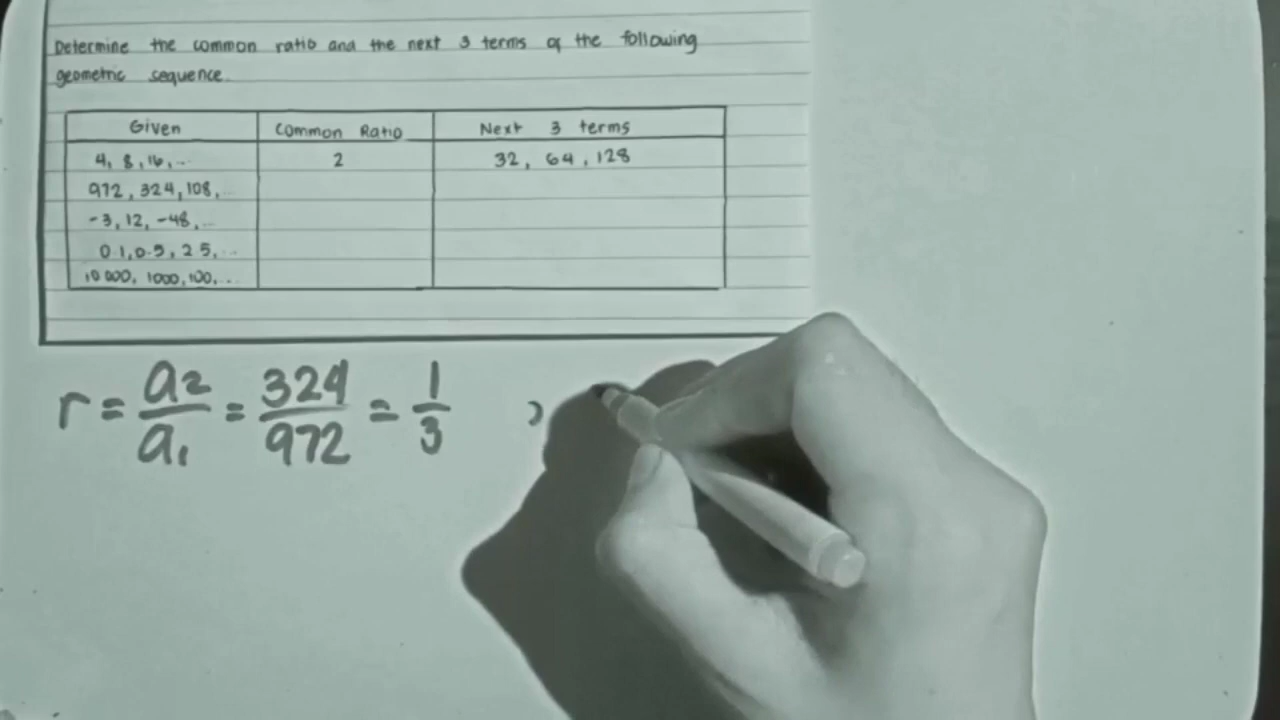 Determine the common ratio and the next 3 terms of the following
geometric sequence.
Given Common Ratio Next 3 terms
4, 8, 16, ... 2 32, 64, 128
972, 324, 108, ...
-3, 12, -48, ...
0.1, 0.5, 2.5, ...
10 000, 1000, 100, ...
r = a2/a1 = 324/972 = 1/3